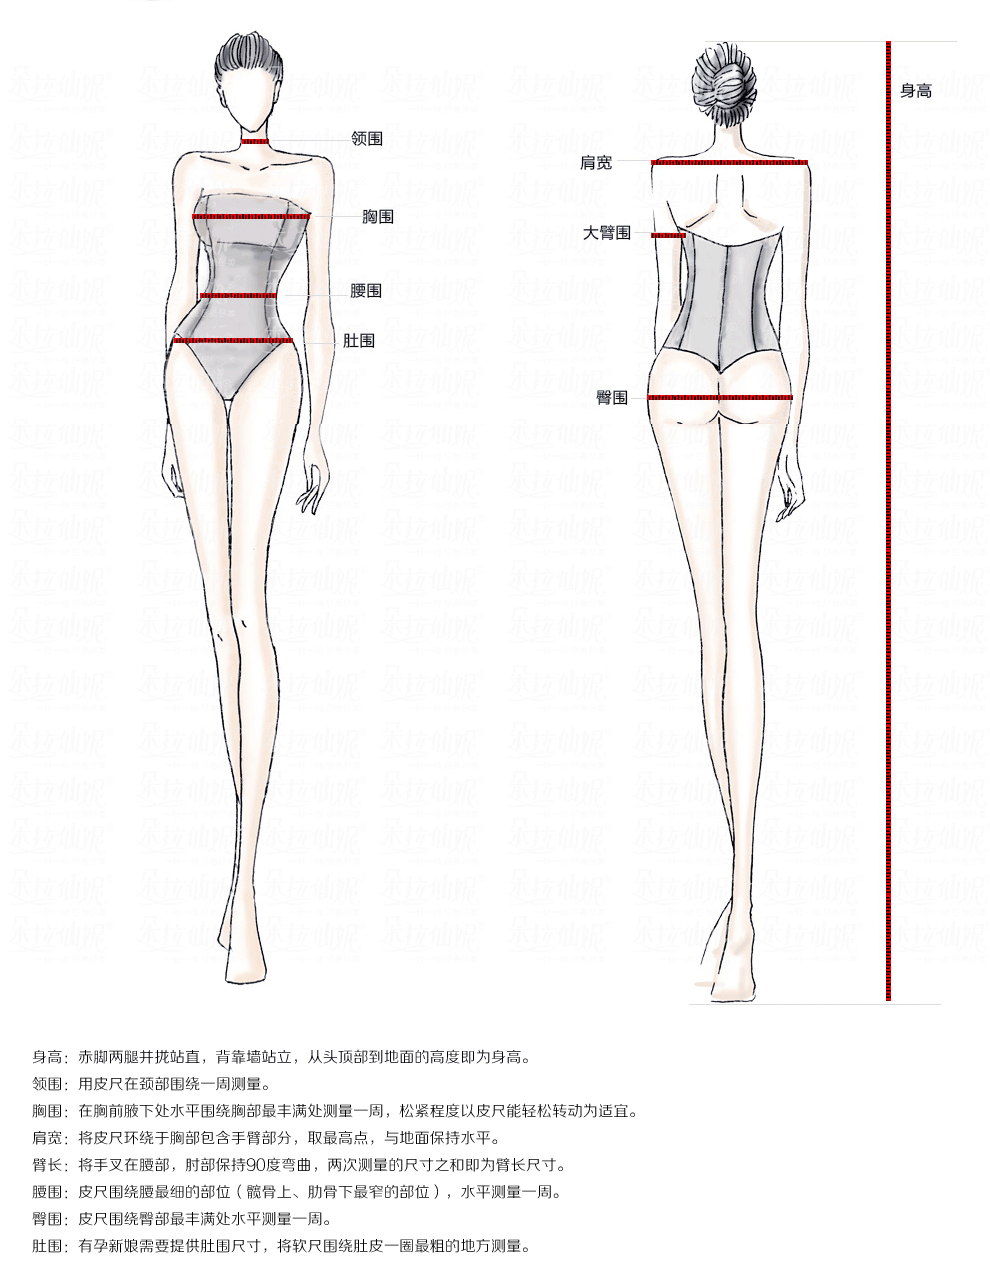 领围
胸围
腰围
肚围
身高
肩宽
大臂围
臀围
身高：赤脚两腿并拢站直，背靠墙站立，从头顶部到地面的高度即为身高。
领围：用皮尺在颈部围绕一周测量。
胸围：在胸前腋下处水平围绕胸部最丰满处测量一周，松紧程度以皮尺能轻松转动为适宜。
肩宽：将皮尺环绕于胸部包含手臂部分，取最高点，与地面保持水平。
臂长：将手叉在腰部，肘部保持90度弯曲，两次测量的尺寸之和即为臂长尺寸。
腰围：皮尺围绕腰最细的部位（髋骨上、肋骨下最窄的部位），水平测量一周。
臀围：皮尺围绕臀部最丰满处水平测量一周。
肚围：有孕新娘需要提供肚围尺寸，将软尺围绕肚皮一圈最粗的地方测量。